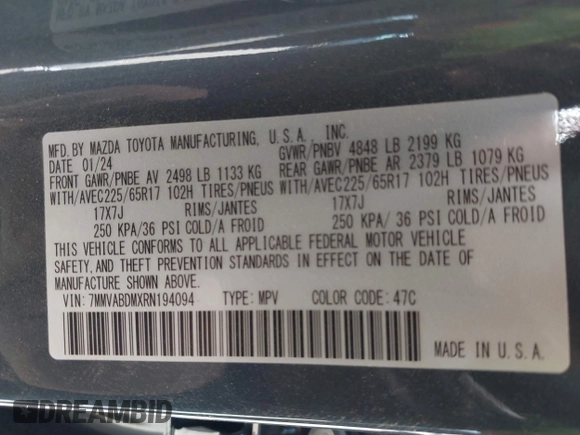 MFD. BY MAZDA TOYOTA MANUFACTURING, U.S.A., INC.
DATE 01/24 GVWR/PNBV 4848 LB 2199 KG
FRONT GAWR/PNBE AV 2498 LB 1133 KG REAR GAWR/PNBE AR 2379 LB 1079 KG
WITH/AVEC225/65R17 102H TIRES/PNEUS WITH/AVEC225/65R17 102H TIRES/PNEUS
17X7J RIMS/JANTES 17X7J RIMS/JANTES
250 KPA/36 PSI COLD/A FROID 250 KPA/ 36 PSI COLD/A FROID
THIS VEHICLE CONFORMS TO ALL APPLICABLE FEDERAL MOTOR VEHICLE
SAFETY, AND THEFT PREVENTION STANDARDS IN EFFECT ON THE DATE OF
MANUFACTURE SHOWN ABOVE.
VIN: 7MMVABDMXRN194094 TYPE: MPV COLOR CODE: 47C
MADE IN U.S.A.
DREAMBID